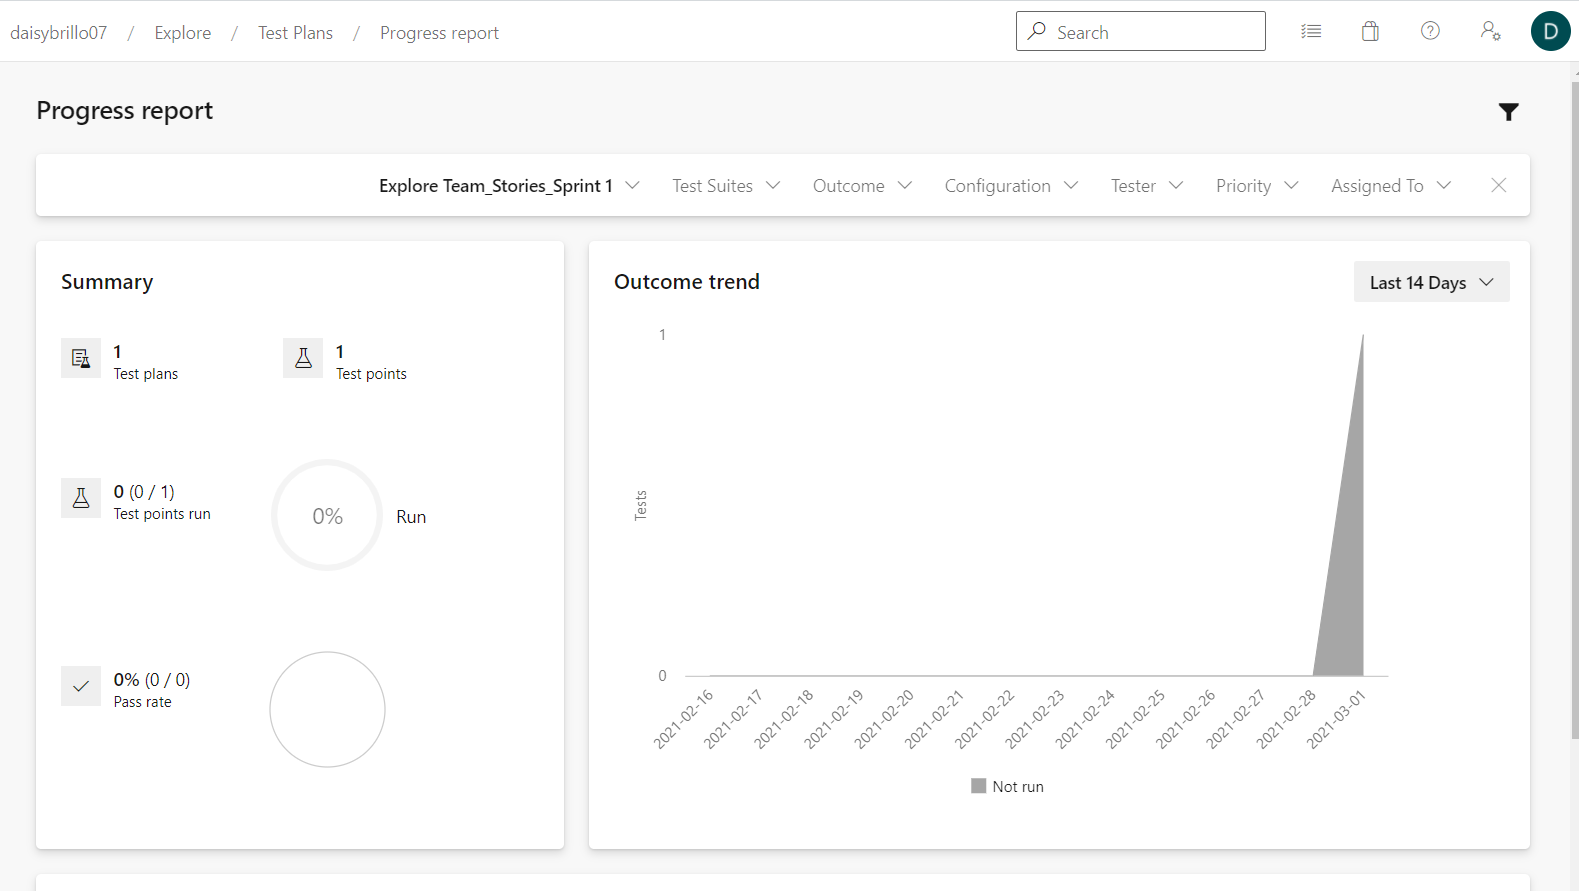 daisybrillo07 / Explore / Test Plans / Progress report
Search
D
Progress report
Explore Team_Stories_Sprint 1 Test Suites Outcome Configuration Tester Priority Assigned To
Summary
1
Test plans
1
Test points
0 (0 / 1)
Test points run
0%
Run
0% (0 / 0)
Pass rate
Outcome trend
Last 14 Days
1
Tests
0
2021-02-16
2021-02-17
2021-02-18
2021-02-19
2021-02-20
2021-02-21
2021-02-22
2021-02-23
2021-02-24
2021-02-25
2021-02-26
2021-02-27
2021-02-28
2021-03-01
Not run